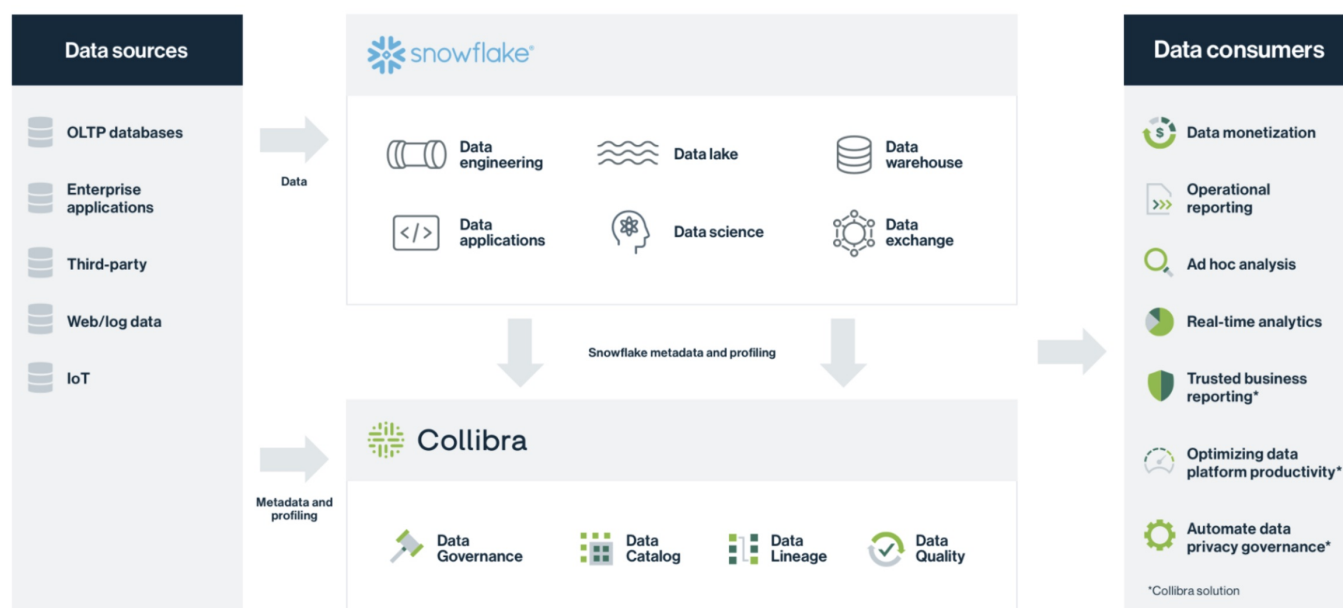 Data sources
OLTP databases
Enterprise
applications
Third-party
Web/log data
IoT
Data
Metadata and
profiling
snowflake®
Data
engineering
Data lake
Data
warehouse
</>
Data
applications
Data science
Data
exchange
Snowflake metadata and profiling
Collibra
Data
Governance
Data
Catalog
Data
Lineage
Data
Quality
Data consumers
$
Data monetization
>>>
Operational
reporting
Ad hoc analysis
Real-time analytics
Trusted business
reporting*
Optimizing data
platform productivity*
Automate data
privacy governance*
*Collibra solution